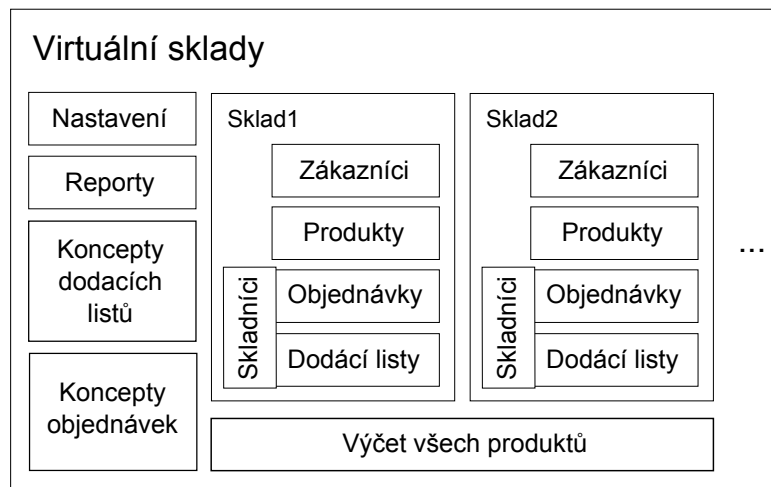 Virtuální sklady
Nastavení
Reporty
Koncepty
dodacích
listů
Koncepty
objednávek
Sklad1
Zákazníci
Produkty
Skladníci
Objednávky
Dodácí listy
Sklad2
Zákazníci
Produkty
Skladníci
Objednávky
Dodácí listy
...
Výčet všech produktů